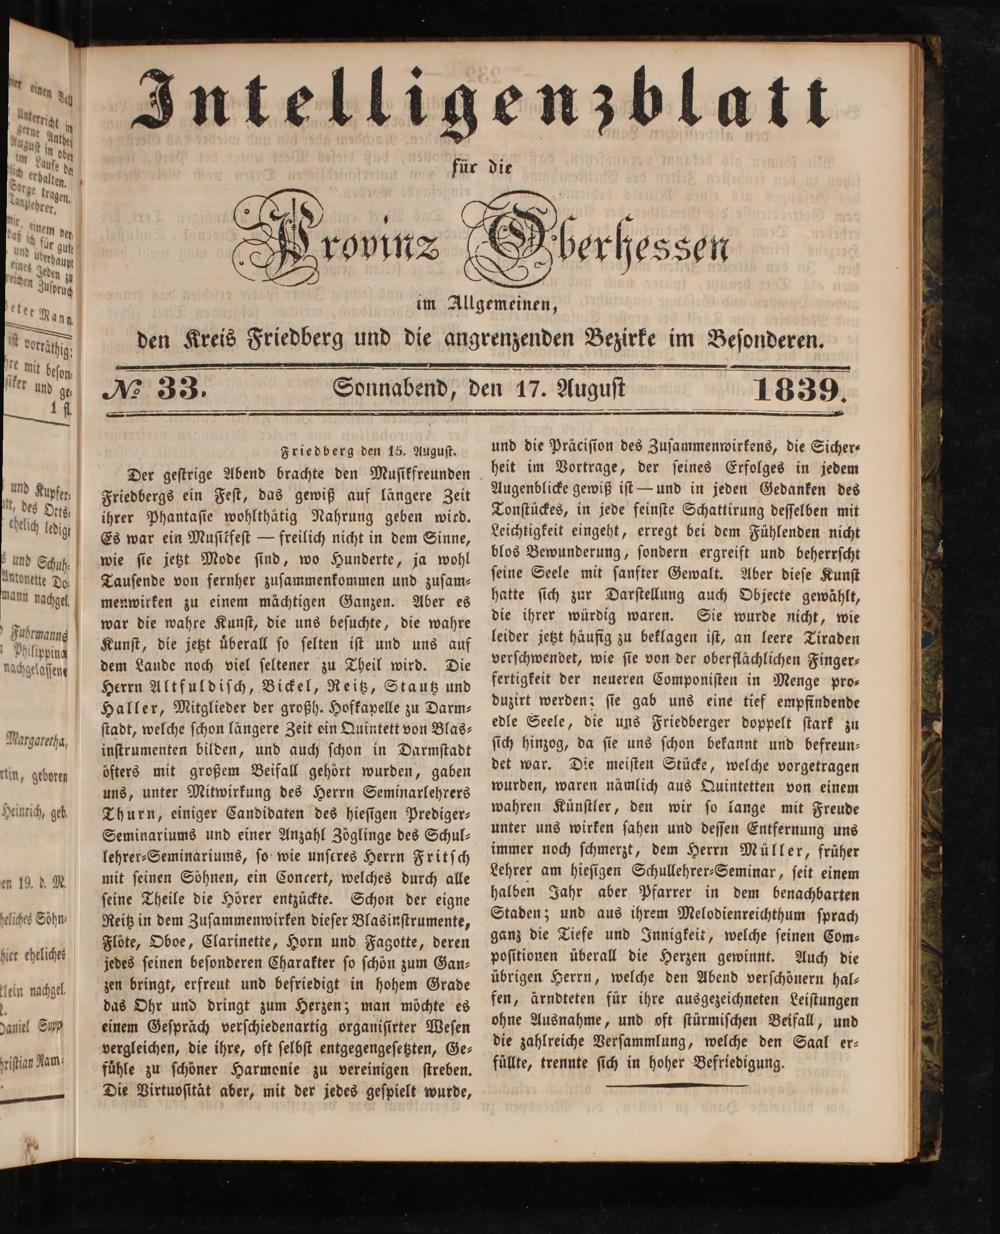 Intelligenzblatt
für die
Provinz Oberhessen
im Allgemeinen,
den Kreis Friedberg und die angrenzenden Bezirke im Besonderen.
№ 33. Sonnabend, den 17. August 1839.
Friedberg den 15. August.
Der gestrige Abend brachte den Musikfreunden
Friedbergs ein Fest, das gewiß auf längere Zeit
ihrer Phantasie wohlthätig Nahrung geben wird.
Es war ein Musikfest — freilich nicht in dem Sinne,
wie sie jetzt Mode sind, wo Hunderte, ja wohl
Tausende von fernher zusammenkommen und zusam-
menwirken zu einem mächtigen Ganzen. Aber es
war die wahre Kunst, die uns besuchte, die wahre
Kunst, die jetzt überall so selten ist und uns auf
dem Lande noch viel seltener zu Theil wird. Die
Herrn Altfuldisch, Bickel, Reitz, Stautz und
Haller, Mitglieder der großh. Hofkapelle zu Darm-
stadt, welche schon längere Zeit ein Quintett von Blas-
instrumenten bilden, und auch schon in Darmstadt
öfters mit großem Beifall gehört wurden, gaben
uns, unter Mitwirkung des Herrn Seminarlehrers
Thurn, einiger Candidaten des hiesigen Prediger-
Seminariums und einer Anzahl Zöglinge des Schul-
lehrer-Seminariums, so wie unseres Herrn Fritsch
mit seinen Söhnen, ein Concert, welches durch alle
seine Theile die Hörer entzückte. Schon der eigne
Reitz in dem Zusammenwirken dieser Blasinstrumente,
Flöte, Oboe, Clarinette, Horn und Fagotte, deren
jedes seinen besonderen Charakter so schön zum Gan-
zen bringt, erfreut und befriedigt in hohem Grade
das Ohr und dringt zum Herzen; man möchte es
einem Gespräch verschiedenartig organisirter Wesen
vergleichen, die ihre, oft selbst entgegengesetzten, Ge-
fühle zu schöner Harmonie zu vereinigen streben.
Die Virtuosität aber, mit der jedes gespielt wurde,
und die Präcision des Zusammenwirkens, die Sicher-
heit im Vortrage, der seines Erfolges in jedem
Augenblicke gewiß ist — und in jeden Gedanken des
Tonstückes, in jede feinste Schattirung desselben mit
Leichtigkeit eingeht, erregt bei dem Fühlenden nicht
blos Bewunderung, sondern ergreift und beherrscht
seine Seele mit sanfter Gewalt. Aber diese Kunst
hatte sich zur Darstellung auch Objecte gewählt,
die ihrer würdig waren. Sie wurde nicht, wie
leider jetzt häufig zu beklagen ist, an leere Tiraden
verschwendet, wie sie von der oberflächlichen Finger-
fertigkeit der neueren Componisten in Menge pro-
duzirt werden; sie gab uns eine tief empfindende
edle Seele, die uns Friedberger doppelt stark zu
sich hinzog, da sie uns schon bekannt und befreun-
det war. Die meisten Stücke, welche vorgetragen
wurden, waren nämlich aus Quintetten von einem
wahren Künstler, den wir so lange mit Freude
unter uns wirken sahen und dessen Entfernung uns
immer noch schmerzt, dem Herrn Müller, früher
Lehrer am hiesigen Schullehrer-Seminar, seit einem
halben Jahr aber Pfarrer in dem benachbarten
Staden; und aus ihrem Melodienreichthum sprach
ganz die Tiefe und Innigkeit, welche seinen Com-
positionen überall die Herzen gewinnt. Auch die
übrigen Herrn, welche den Abend verschönern hal-
fen, ärndteten für ihre ausgezeichneten Leistungen
ohne Ausnahme, und oft stürmischen Beifall, und
die zahlreiche Versammlung, welche den Saal er-
füllte, trennte sich in hoher Befriedigung.